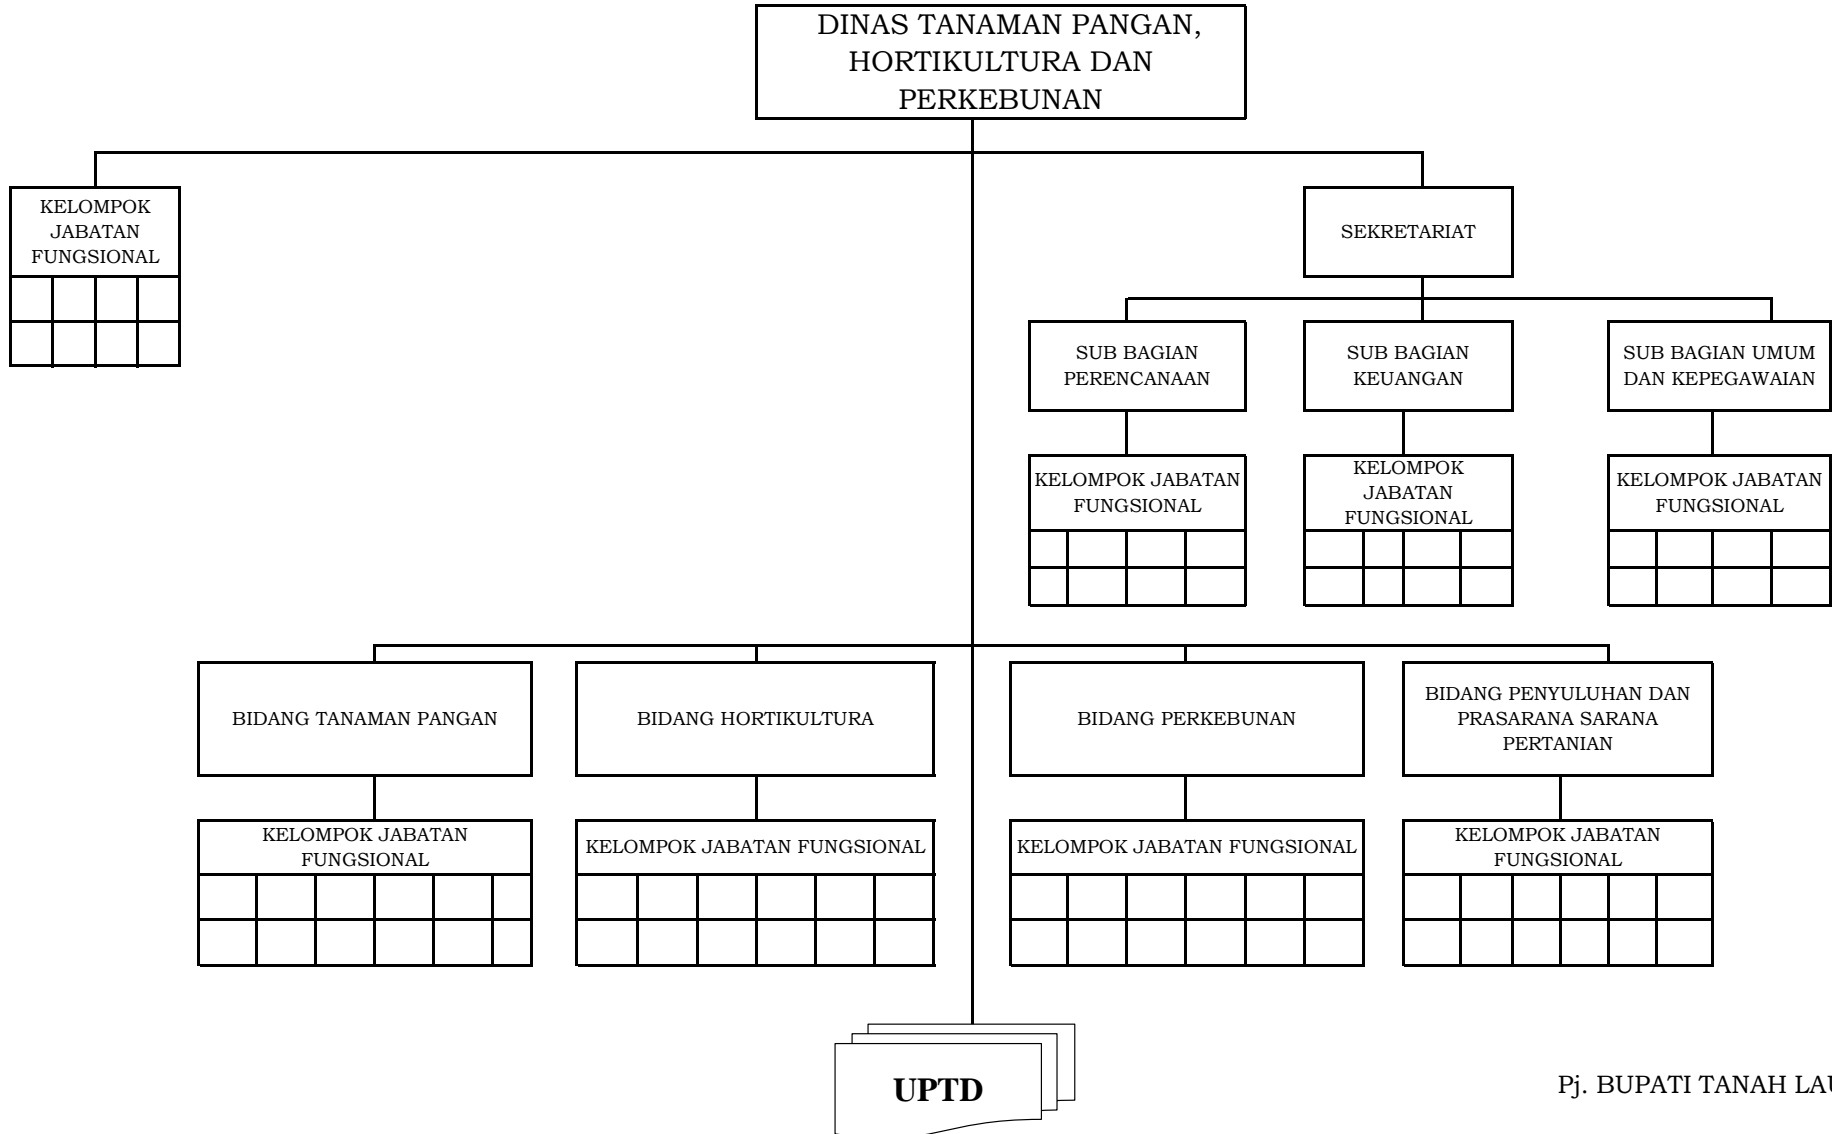 DINAS TANAMAN PANGAN,
HORTIKULTURA DAN
PERKEBUNAN
KELOMPOK
JABATAN
FUNGSIONAL
SEKRETARIAT
SUB BAGIAN
PERENCANAAN
SUB BAGIAN
KEUANGAN
SUB BAGIAN UMUM
DAN KEPEGAWAIAN
KELOMPOK JABATAN
FUNGSIONAL
KELOMPOK
JABATAN
FUNGSIONAL
KELOMPOK JABATAN
FUNGSIONAL
BIDANG TANAMAN PANGAN
BIDANG HORTIKULTURA
BIDANG PERKEBUNAN
BIDANG PENYULUHAN DAN
PRASARANA SARANA
PERTANIAN
KELOMPOK JABATAN
FUNGSIONAL
KELOMPOK JABATAN FUNGSIONAL
KELOMPOK JABATAN FUNGSIONAL
KELOMPOK JABATAN
FUNGSIONAL
UPTD
Pj. BUPATI TANAH LAU